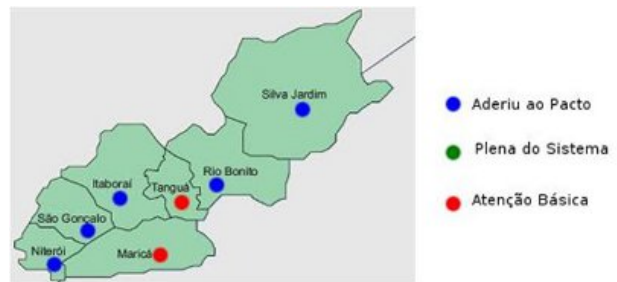 Silva Jardim
Rio Bonito
Tanguá
Itaboraí
São Gonçalo
Niterói
Maricá
Aderiu ao Pacto
Plena do Sistema
Atenção Básica